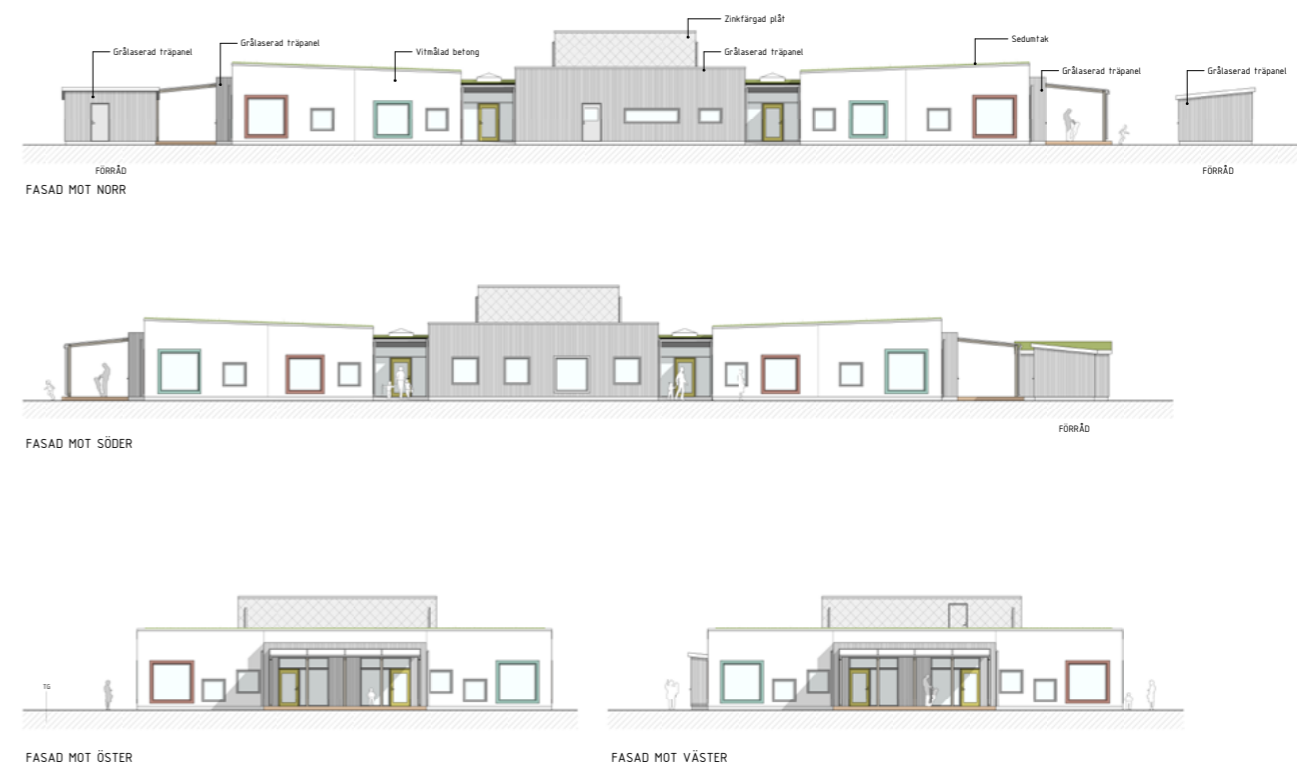 Zinkfärgad plåt
Grålaserad träpanel
Grålaserad träpanel
Vitmålad betong
Grålaserad träpanel
Sedumtak
Grålaserad träpanel
Grålaserad träpanel
FÖRRÅD
FÖRRÅD
FASAD MOT NORR
FÖRRÅD
FASAD MOT SÖDER
TG
FASAD MOT ÖSTER
FASAD MOT VÄSTER